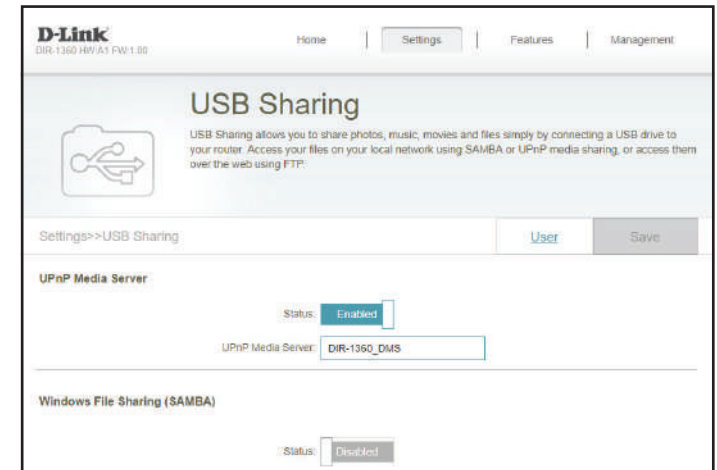 D-Link
DIR-1360 HW:A1 FW:1.00
Home | Settings | Features | Management
USB Sharing
USB Sharing allows you to share photos, music, movies and files simply by connecting a USB drive to
your router. Access your files on your local network using SAMBA or UPnP media sharing, or access them
over the web using FTP.
Settings>>USB Sharing
User
Save
UPnP Media Server
Status: Enabled
UPnP Media Server: DIR-1360_DMS
Windows File Sharing (SAMBA)
Status: Disabled